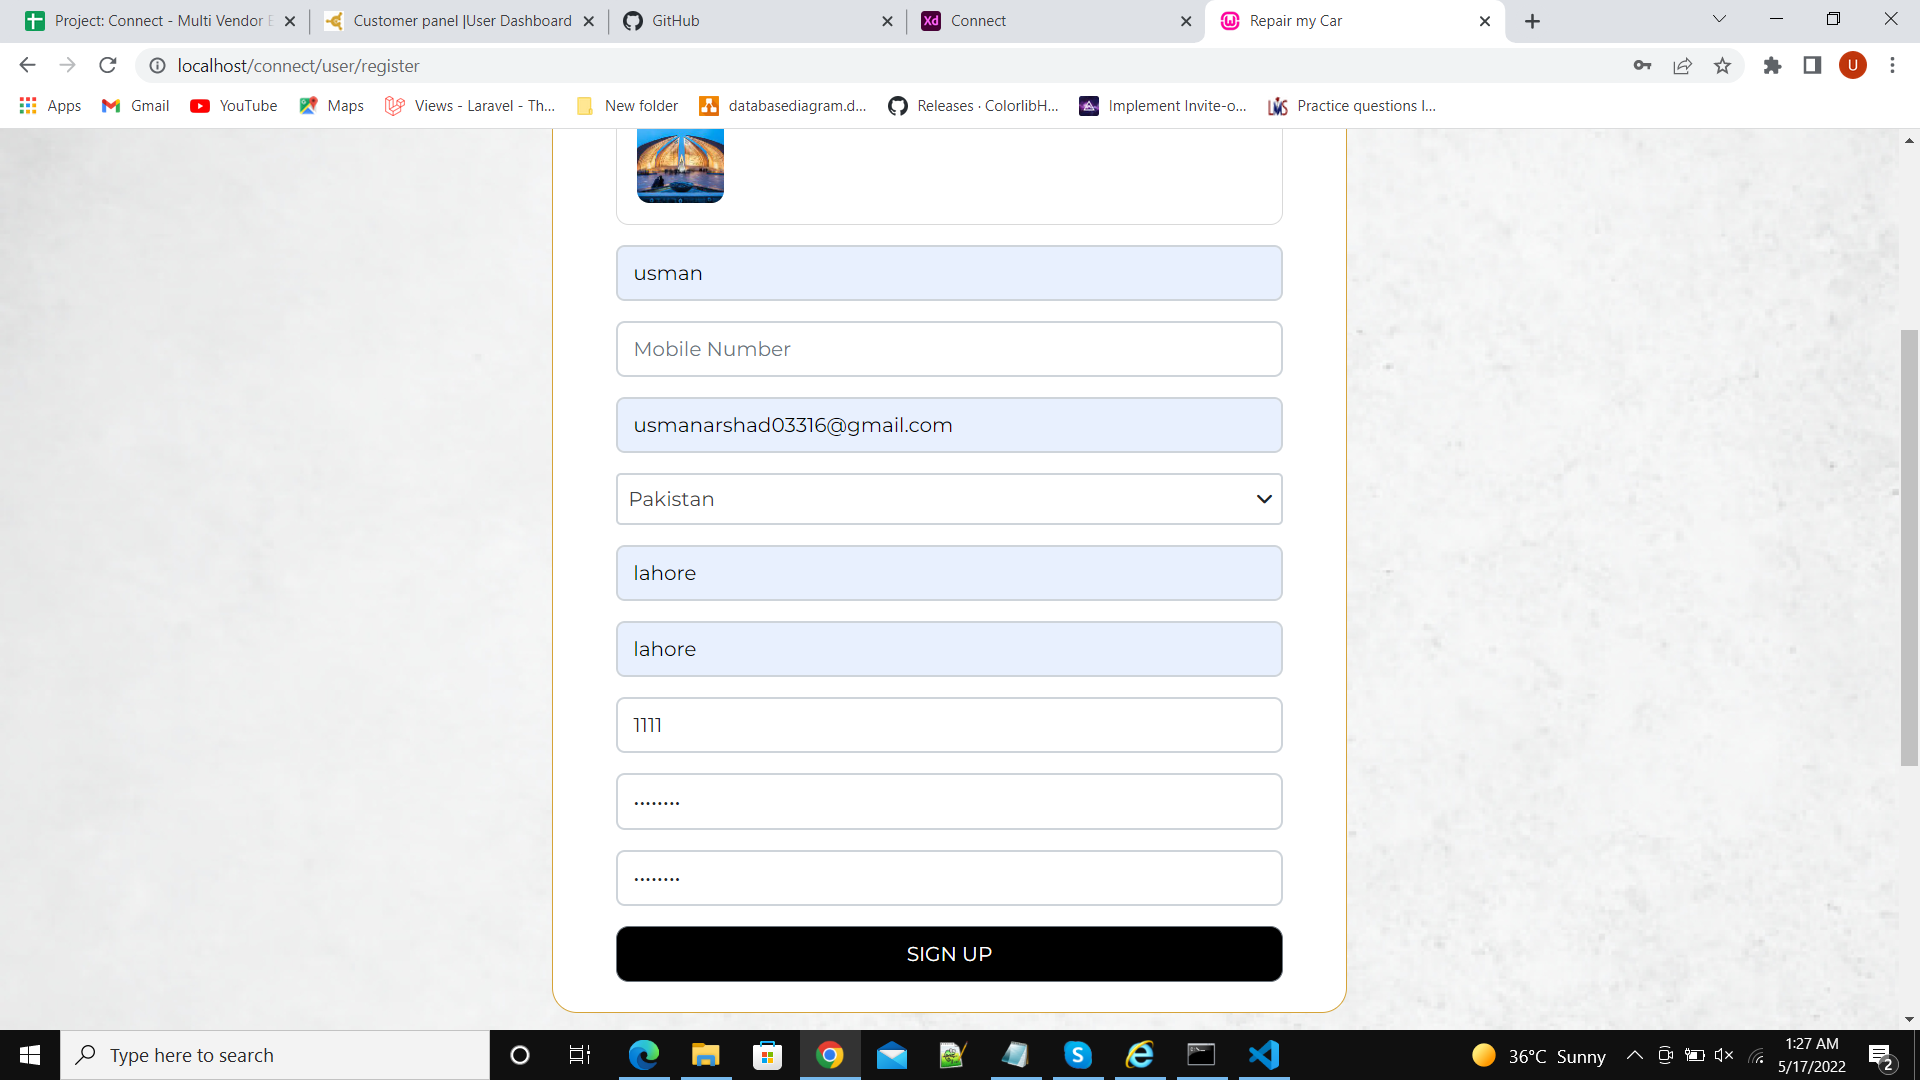 Project: Connect - Multi Vendor E
Customer panel |User Dashboard
GitHub
Xd Connect
Repair my Car
localhost/connect/user/register
U
Apps
Gmail
YouTube
Maps
Views - Laravel - Th...
New folder
databasediagram.d...
Releases · ColorlibH...
Implement Invite-o...
Practice questions I...
usman
Mobile Number
usmanarshad03316@gmail.com
Pakistan
lahore
lahore
1111
........
........
SIGN UP
Type here to search
36°C Sunny
1:27 AM
5/17/2022
2